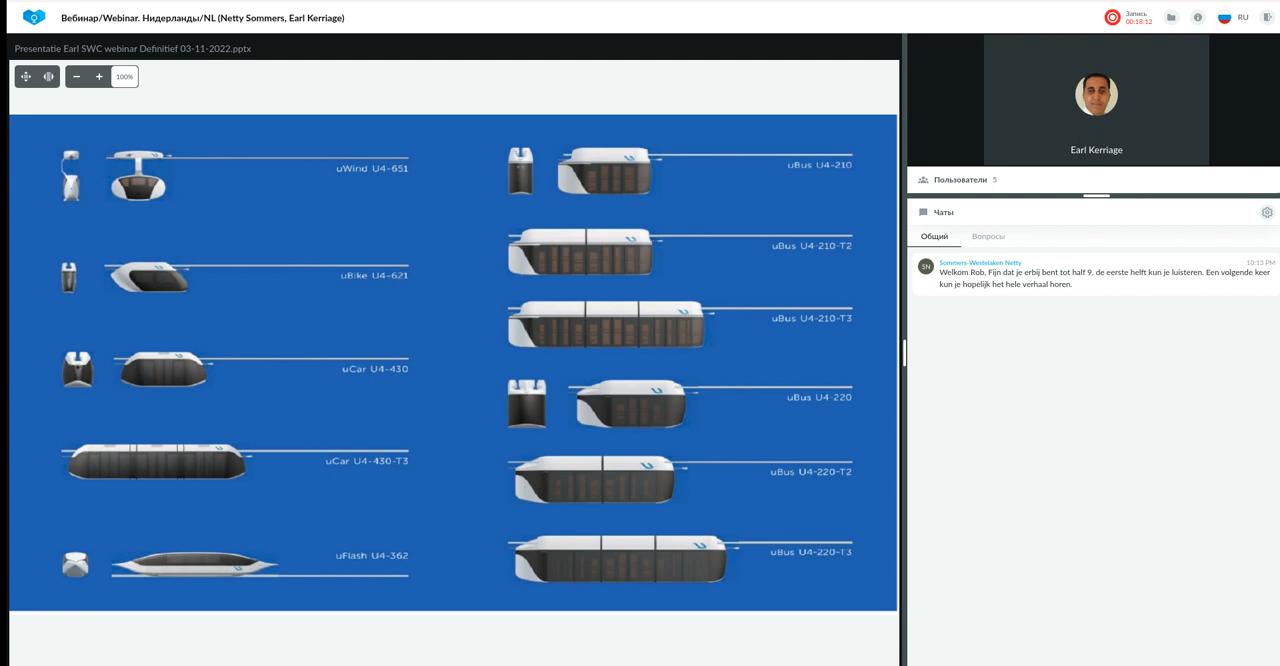 Вебинар/Webinar. Нидерланды/NL (Netty Sommers, Earl Kerriage)
Запись
00:18:12
RU
Presentatie Earl SWC webinar Definitief 03-11-2022.pptx
100%
uWind U4-651
uBike U4-621
uCar U4-430
uCar U4-430-T3
uFlash U4-362
uBus U4-210
uBus U4-210-T2
uBus U4-210-T3
uBus U4-220
uBus U4-220-T2
uBus U4-220-T3
Earl Kerriage
Пользователи 5
Чаты
Общий Вопросы
SN
Sommers-Westelaken Netty 10:13 PM
Welkom Rob, Fijn dat je erbij bent tot half 9, de eerste helft kun je luisteren. Een volgende keer
kun je hopelijk het hele verhaal horen.